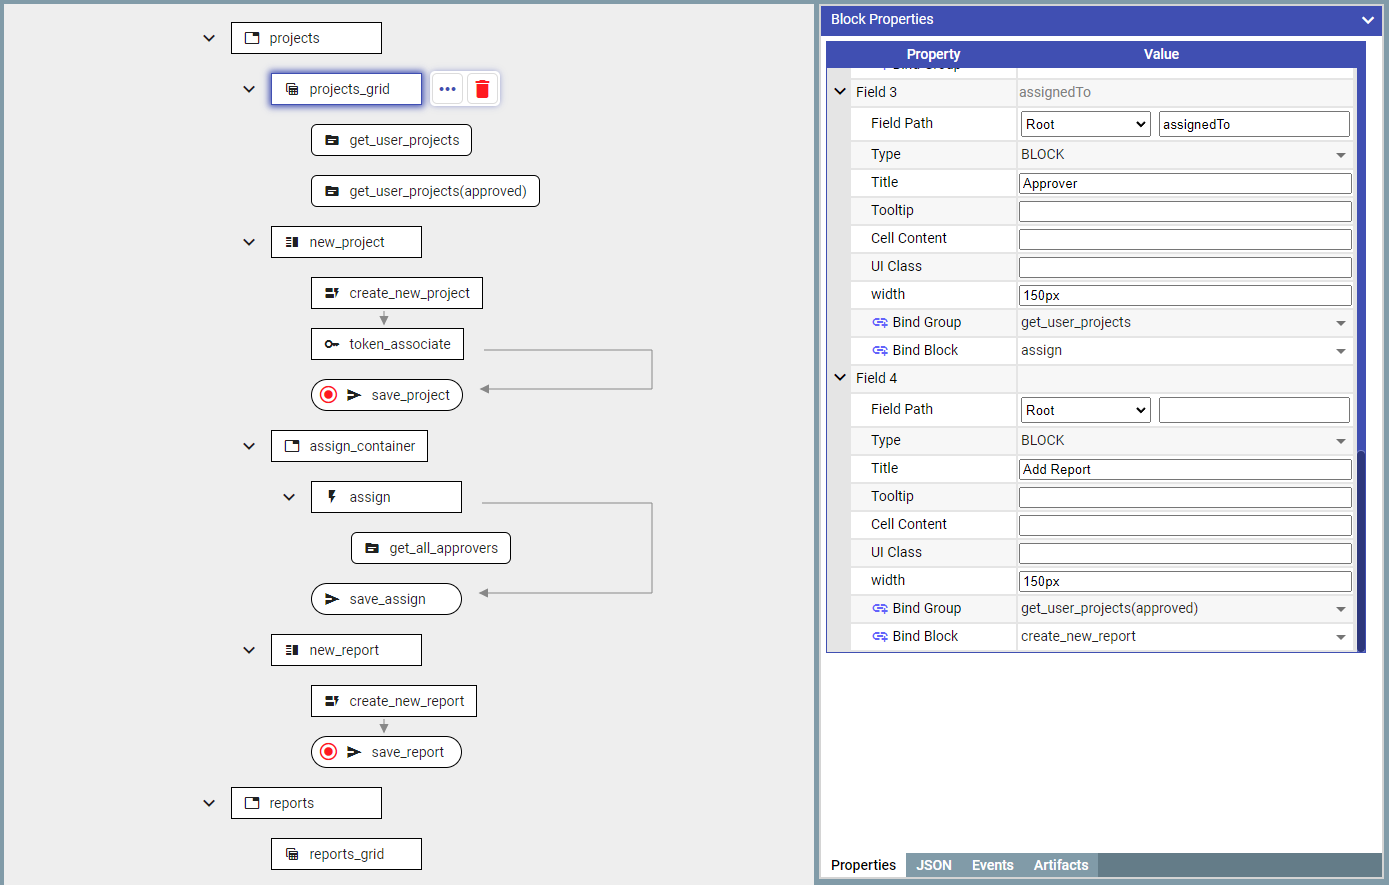 projects
projects_grid
get_user_projects
get_user_projects(approved)
new_project
create_new_project
token_associate
save_project
assign_container
assign
get_all_approvers
save_assign
new_report
create_new_report
save_report
reports
reports_grid
Block Properties
Property Value
Bind Group
Field 3 assignedTo
Field Path Root assignedTo
Type BLOCK
Title Approver
Tooltip
Cell Content
UI Class
width 150px
Bind Group get_user_projects
Bind Block assign
Field 4
Field Path Root
Type BLOCK
Title Add Report
Tooltip
Cell Content
UI Class
width 150px
Bind Group get_user_projects(approved)
Bind Block create_new_report
Properties JSON Events Artifacts